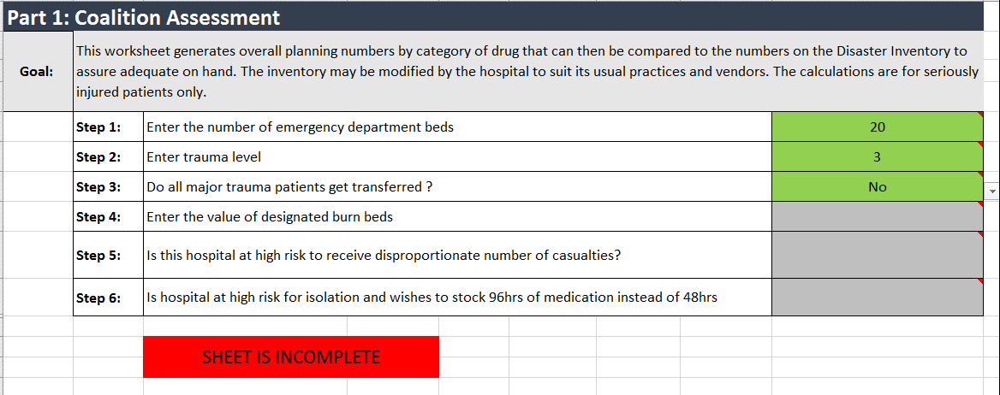 Part 1: Coalition Assessment
This worksheet generates overall planning numbers by category of drug that can then be compared to the numbers on the Disaster Inventory to
Goal: assure adequate on hand. The inventory may be modified by the hospital to suit its usual practices and vendors. The calculations are for seriously
injured patients only.
Step 1: Enter the number of emergency department beds 20
Step 2: Enter trauma level 3
Step 3: Do all major trauma patients get transferred ? No
Step 4: Enter the value of designated burn beds
Step 5: Is this hospital at high risk to receive disproportionate number of casualties?
Step 6: Is hospital at high risk for isolation and wishes to stock 96hrs of medication instead of 48hrs
SHEET IS INCOMPLETE